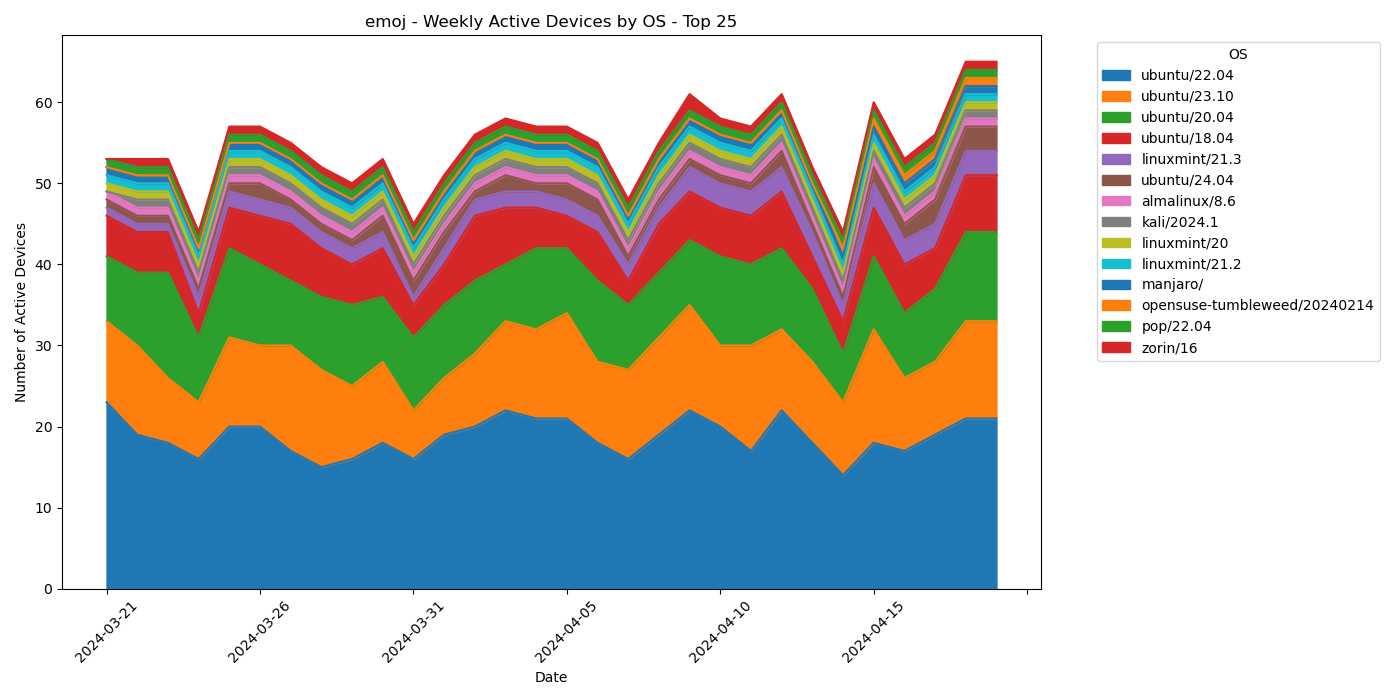 emoj - Weekly Active Devices by OS - Top 25
OS
ubuntu/22.04
ubuntu/23.10
ubuntu/20.04
ubuntu/18.04
linuxmint/21.3
ubuntu/24.04
almalinux/8.6
kali/2024.1
linuxmint/20
linuxmint/21.2
manjaro/
opensuse-tumbleweed/20240214
pop/22.04
zorin/16
Number of Active Devices
60
50
40
30
20
10
0
2024-03-21
2024-03-26
2024-03-31
2024-04-05
2024-04-10
2024-04-15
Date